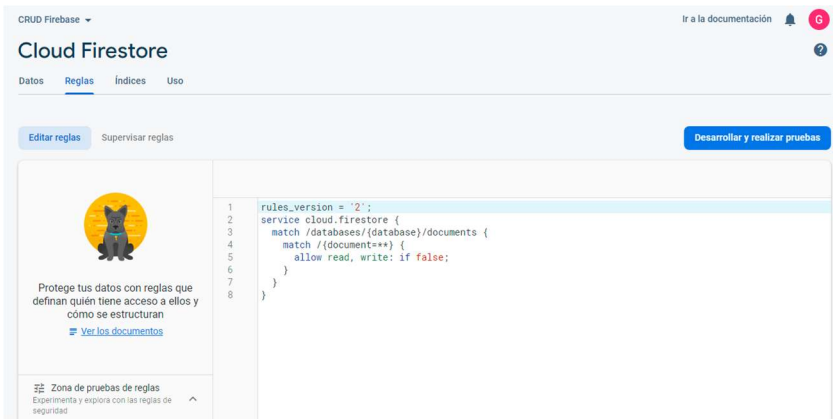 CRUD Firebase
Ir a la documentación
G
Cloud Firestore
?
Datos Reglas Índices Uso
Editar reglas Supervisar reglas
Desarrollar y realizar pruebas
Protege tus datos con reglas que
definan quién tiene acceso a ellos y
cómo se estructuran
Ver los documentos
Zona de pruebas de reglas
Experimenta y explora con las reglas de
seguridad
1 rules_version = '2';
2 service cloud.firestore {
3 match /databases/{database}/documents {
4 match /{document=**} {
5 allow read, write: if false;
6 }
7 }
8 }